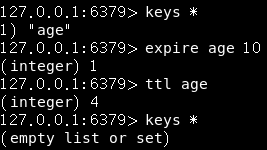 127.0.0.1:6379> keys *
1) "age"
127.0.0.1:6379> expire age 10
(integer) 1
127.0.0.1:6379> ttl age
(integer) 4
127.0.0.1:6379> keys *
(empty list or set)